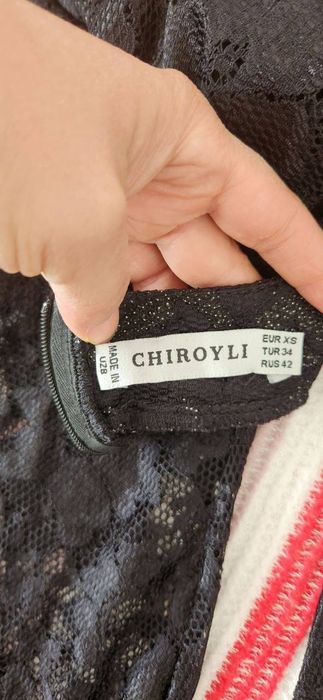 MADE IN
UZB
CHIROYLI
EUR XS
TUR 34
RUS 42